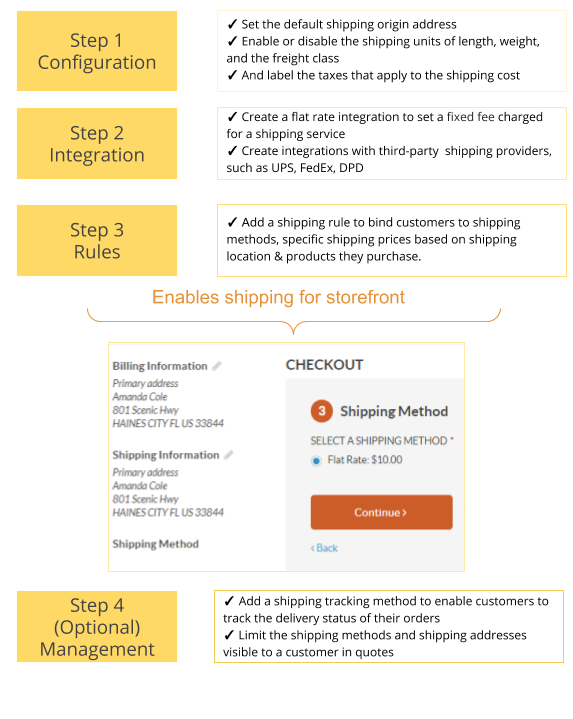 Step 1
Configuration
✓ Set the default shipping origin address
✓ Enable or disable the shipping units of length, weight,
and the freight class
✓ And label the taxes that apply to the shipping cost
Step 2
Integration
✓ Create a flat rate integration to set a fixed fee charged
for a shipping service
✓ Create integrations with third-party shipping providers,
such as UPS, FedEx, DPD
Step 3
Rules
✓ Add a shipping rule to bind customers to shipping
methods, specific shipping prices based on shipping
location & products they purchase.
Enables shipping for storefront
Billing Information
Primary address
Amanda Cole
801 Scenic Hwy
HAINES CITY FL US 33844
Shipping Information
Primary address
Amanda Cole
801 Scenic Hwy
HAINES CITY FL US 33844
Shipping Method
CHECKOUT
3 Shipping Method
SELECT A SHIPPING METHOD *
Flat Rate: $10.00
Continue >
< Back
Step 4
(Optional)
Management
✓ Add a shipping tracking method to enable customers to
track the delivery status of their orders
✓ Limit the shipping methods and shipping addresses
visible to a customer in quotes